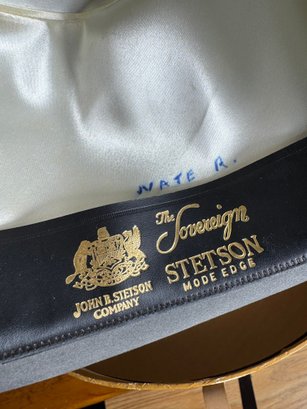 NATE R.
The Sovereign
STETSON
MODE EDGE
JOHN B. STETSON
COMPANY